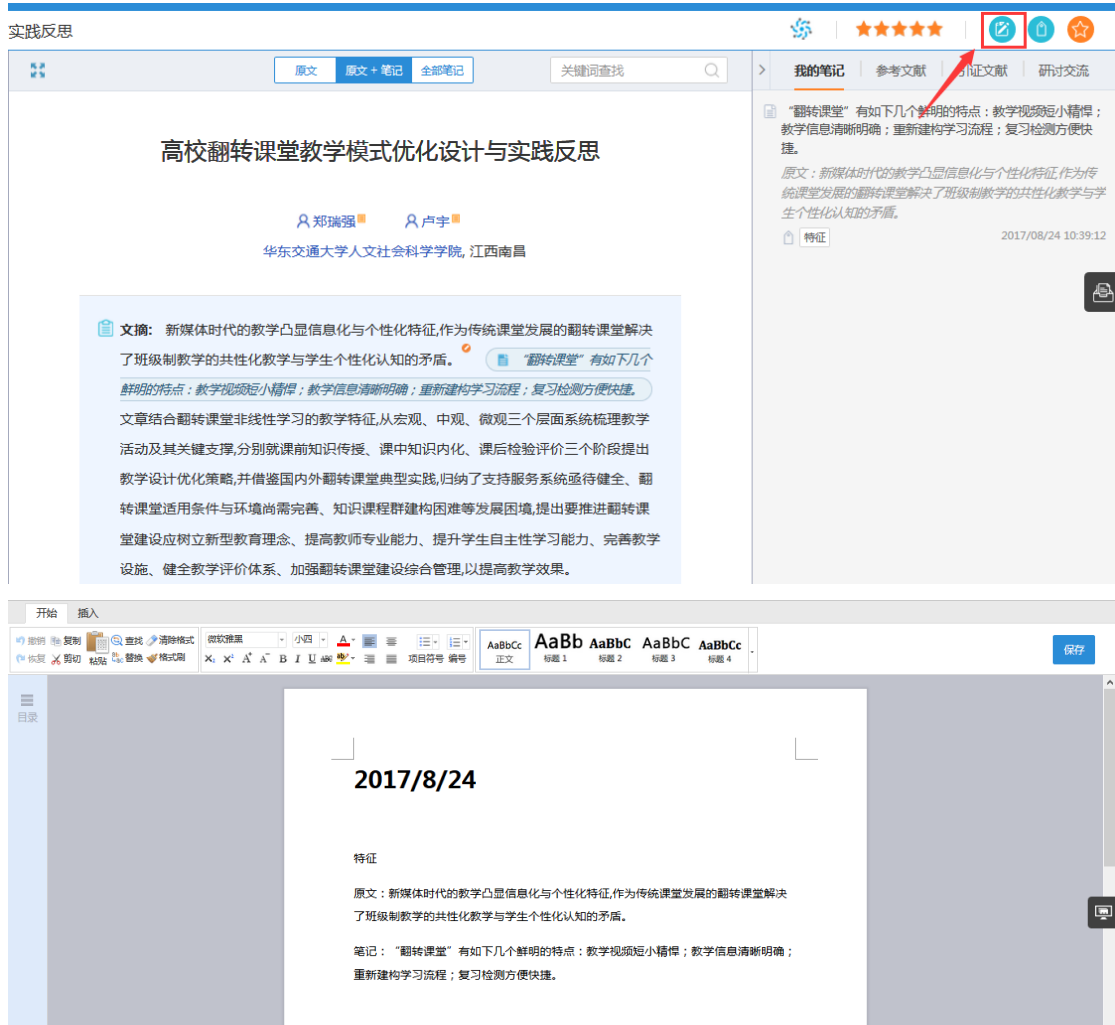 实践反思
原文
原文 + 笔记
全部笔记
关键词查找
我的笔记
参考文献
引证文献
研讨交流
高校翻转课堂教学模式优化设计与实践反思
郑瑞强
卢宇
华东交通大学人文社会科学学院, 江西南昌
文摘: 新媒体时代的教学凸显信息化与个性化特征,作为传统课堂发展的翻转课堂解决
了班级制教学的共性化教学与学生个性化认知的矛盾。 “翻转课堂”有如下几个
鲜明的特点：教学视频短小精悍；教学信息清晰明确；重新建构学习流程；复习检测方便快捷。
文章结合翻转课堂非线性学习的教学特征,从宏观、中观、微观三个层面系统梳理教学
活动及其关键支撑,分别就课前知识传授、课中知识内化、课后检验评价三个阶段提出
教学设计优化策略,并借鉴国内外翻转课堂典型实践,归纳了支持服务系统亟待健全、翻
转课堂适用条件与环境尚需完善、知识课程群建构困难等发展困境,提出要推进翻转课
堂建设应树立新型教育理念、提高教师专业能力、提升学生自主性学习能力、完善教学
设施、健全教学评价体系、加强翻转课堂建设综合管理,以提高教学效果。
“翻转课堂”有如下几个鲜明的特点：教学视频短小精悍；
教学信息清晰明确；重新建构学习流程；复习检测方便快
捷。
原文：新媒体时代的教学凸显信息化与个性化特征,作为传
统课堂发展的翻转课堂解决了班级制教学的共性化教学与学
生个性化认知的矛盾。
特征
2017/08/24 10:39:12
开始 插入
撤销 复制 粘贴 查找 清除格式 微软雅黑 小四 A
恢复 剪切 替换 格式刷 X₂ X² A⁺ A⁻ B I U ABC ab 项目符号 编号
AaBbCc AaBb AaBbC AaBbC AaBbCc
正文 标题 1 标题 2 标题 3 标题 4
保存
目录
2017/8/24
特征
原文：新媒体时代的教学凸显信息化与个性化特征,作为传统课堂发展的翻转课堂解决
了班级制教学的共性化教学与学生个性化认知的矛盾。
笔记：“翻转课堂”有如下几个鲜明的特点：教学视频短小精悍；教学信息清晰明确；
重新建构学习流程；复习检测方便快捷。